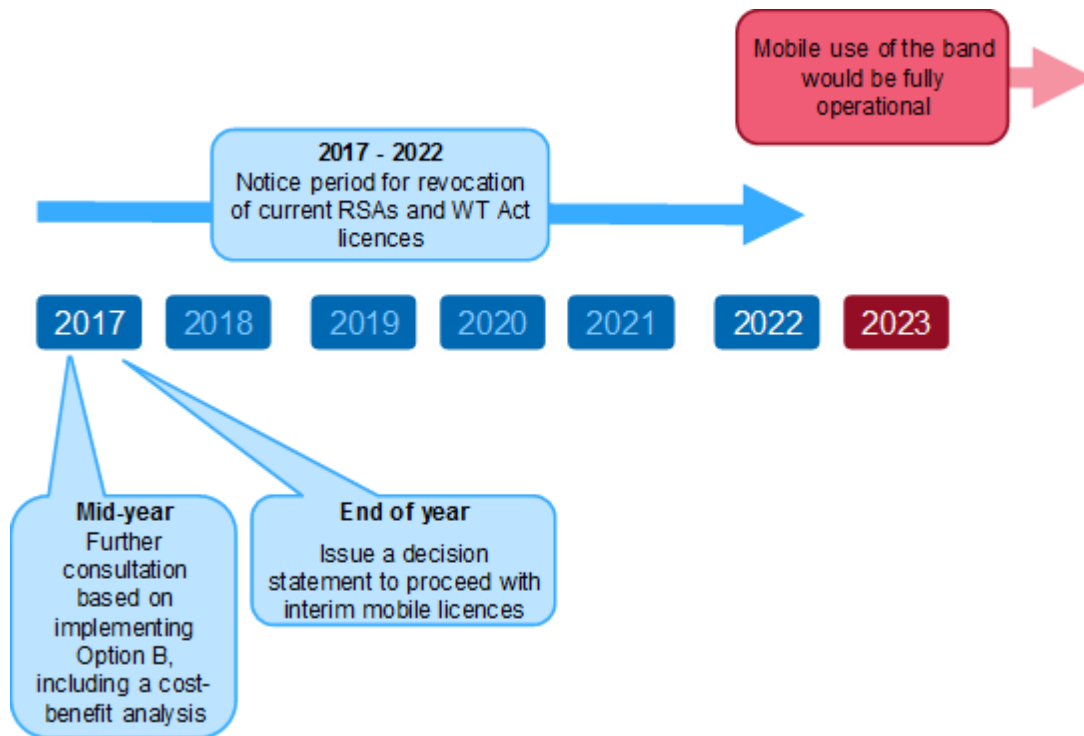 Mobile use of the band
would be fully
operational
2017 - 2022
Notice period for revocation
of current RSAs and WT Act
licences
2017
2018
2019
2020
2021
2022
2023
Mid-year
Further
consultation
based on
implementing
Option B,
including a cost-
benefit analysis
End of year
Issue a decision
statement to proceed with
interim mobile licences